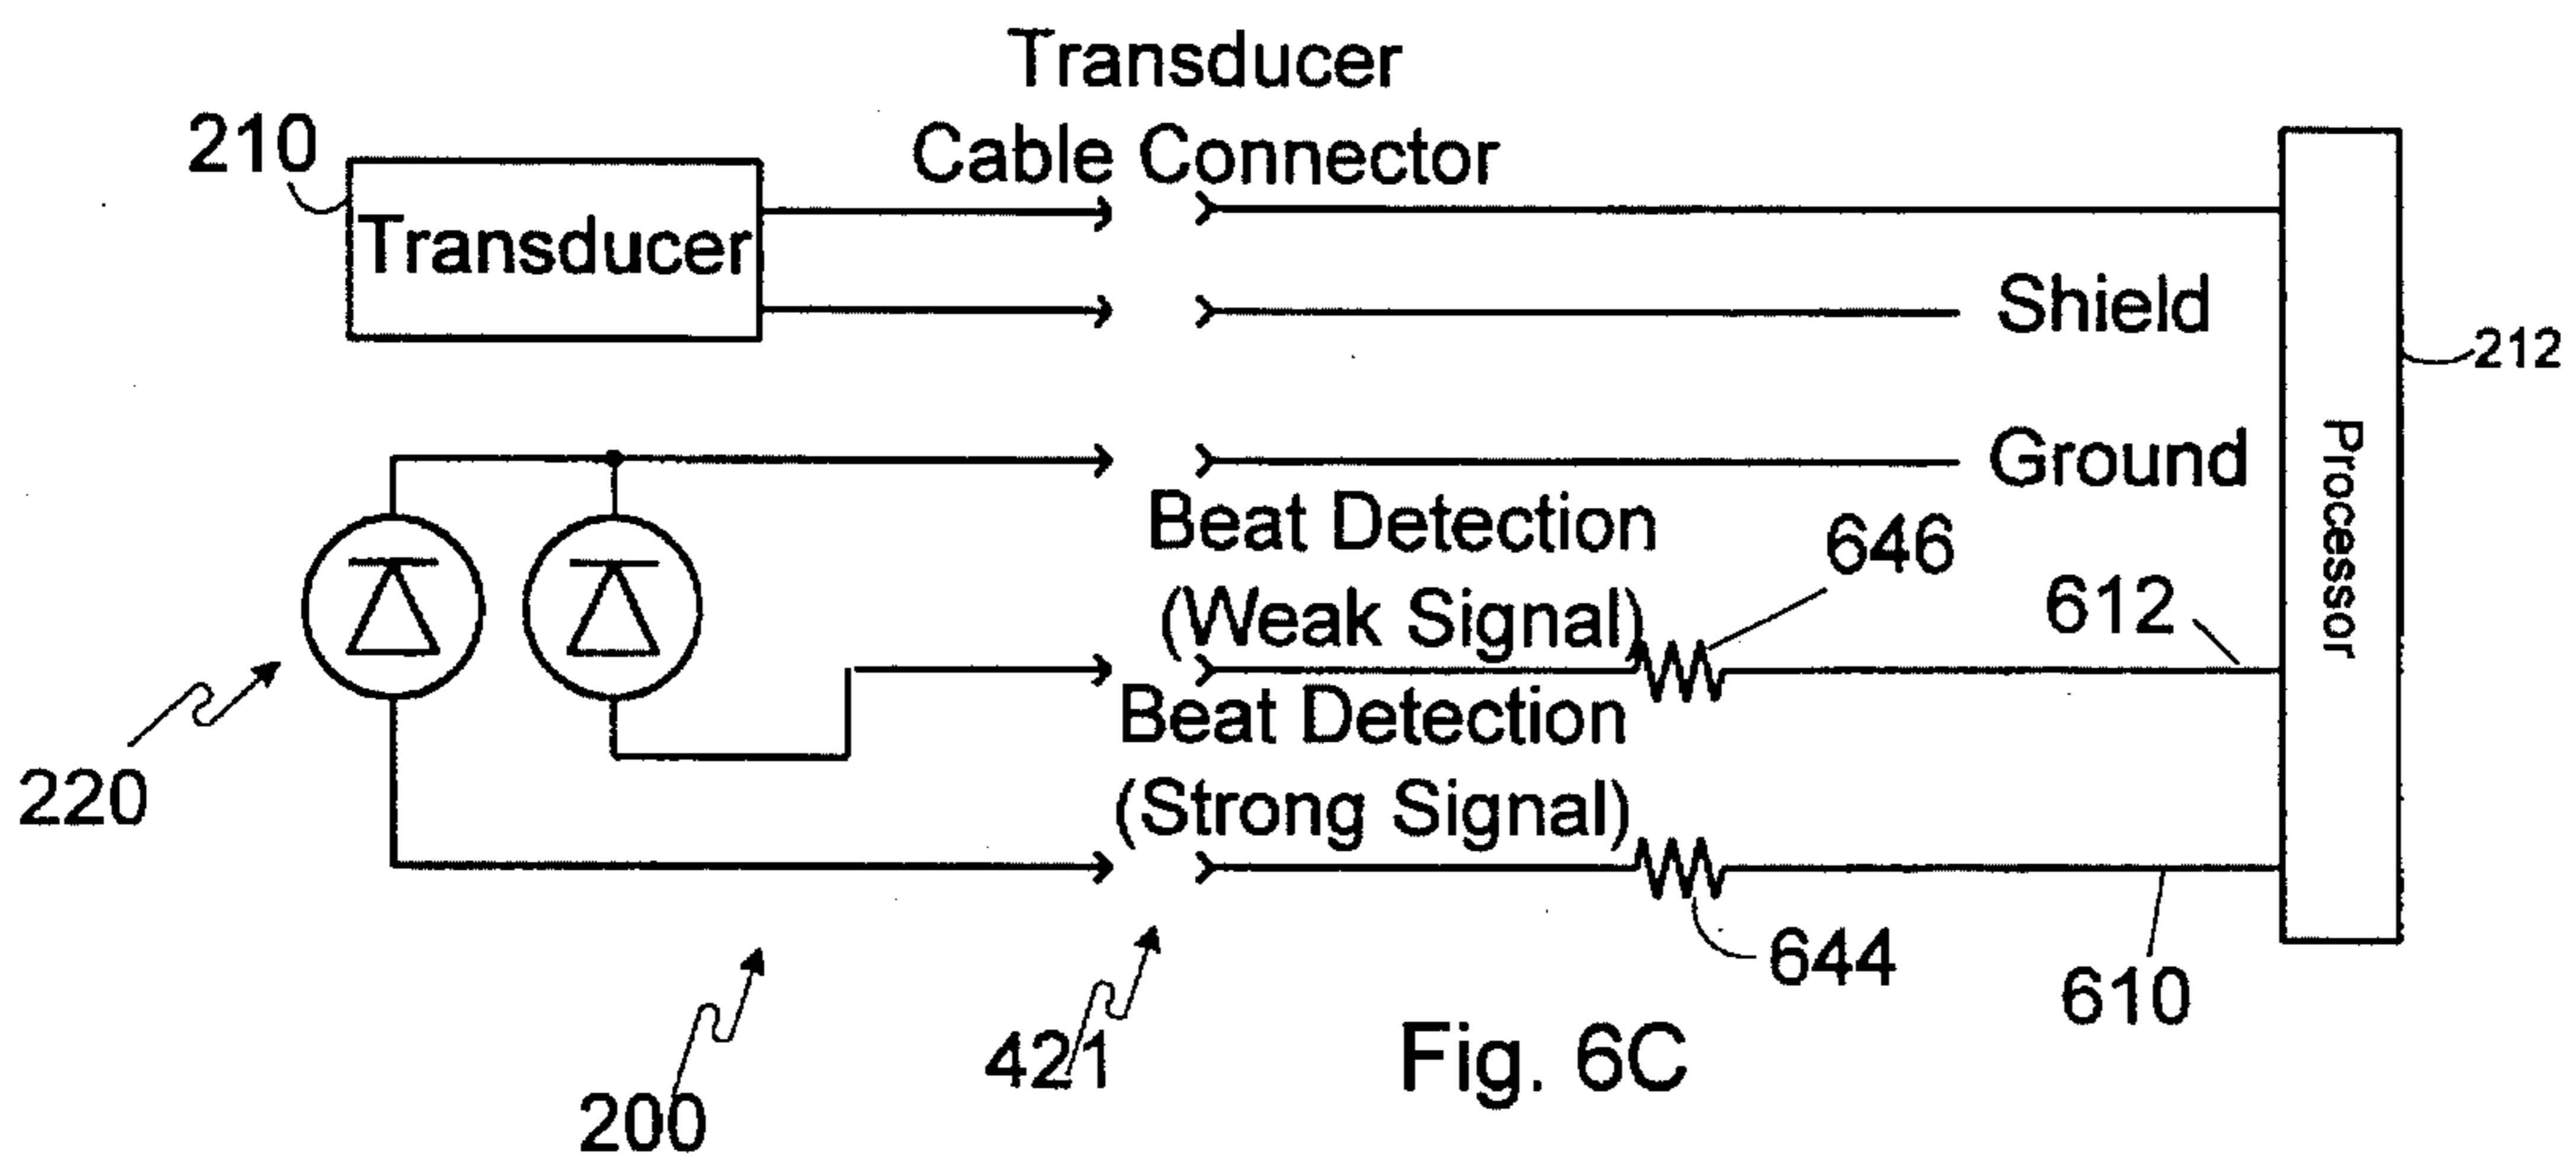 Transducer
Cable Connector
210
Transducer
Shield
212
Ground
Processor
Beat Detection
(Weak Signal)
646
612
Beat Detection
(Strong Signal)
220
644
610
421
200
Fig. 6C